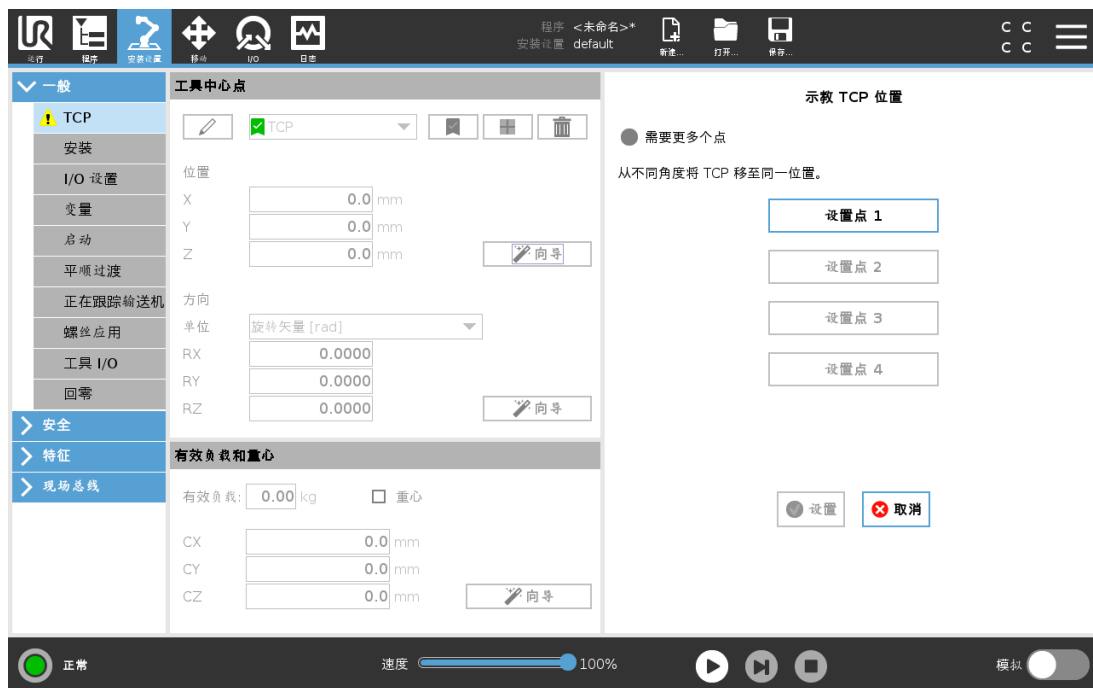 程序 <未命名>*
安装设置 default
运行 程序 安装设置 移动 I/O 日志 新建... 打开... 保存...
C C
C C
一般
TCP
安装
I/O 设置
变量
启动
平顺过渡
正在跟踪输送机
螺丝应用
工具 I/O
回零
安全
特征
现场总线
工具中心点
TCP
位置
X 0.0 mm
Y 0.0 mm
Z 0.0 mm 向导
方向
单位 旋转矢量 [rad]
RX 0.0000
RY 0.0000
RZ 0.0000 向导
有效负载和重心
有效负载: 0.00 kg 重心
CX 0.0 mm
CY 0.0 mm
CZ 0.0 mm 向导
示教 TCP 位置
需要更多个点
从不同角度将 TCP 移至同一位置。
设置点 1
设置点 2
设置点 3
设置点 4
设置 取消
正常 速度 100% 模拟